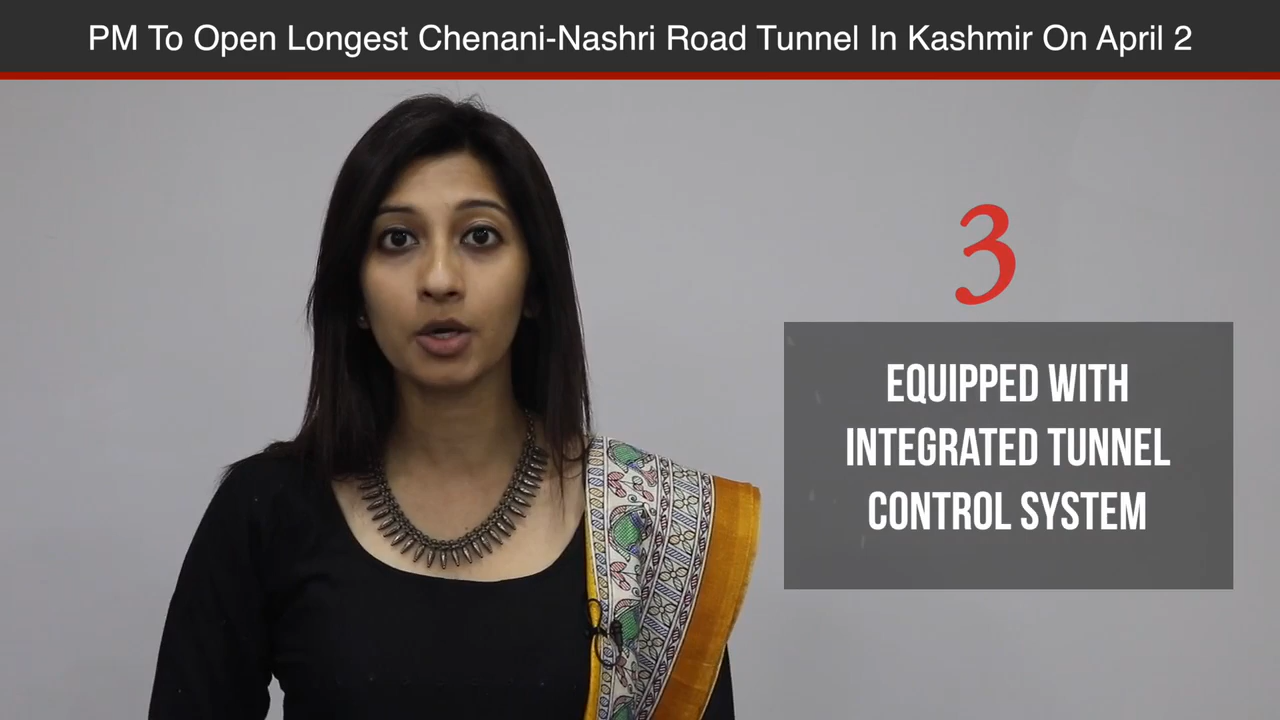 PM To Open Longest Chenani-Nashri Road Tunnel In Kashmir On April 2
3
EQUIPPED WITH
INTEGRATED TUNNEL
CONTROL SYSTEM